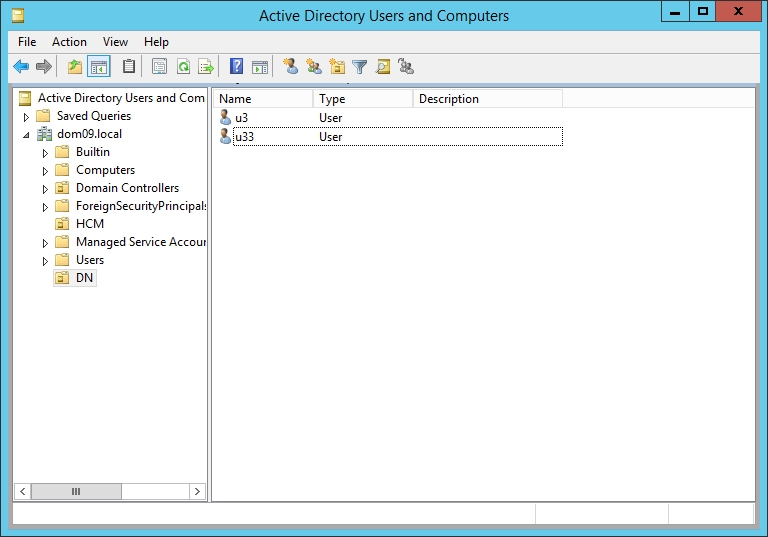 Active Directory Users and Computers
File Action View Help
Active Directory Users and Com
Saved Queries
dom09.local
Builtin
Computers
Domain Controllers
ForeignSecurityPrincipals
HCM
Managed Service Accour
Users
DN
Name Type Description
u3 User
u33 User